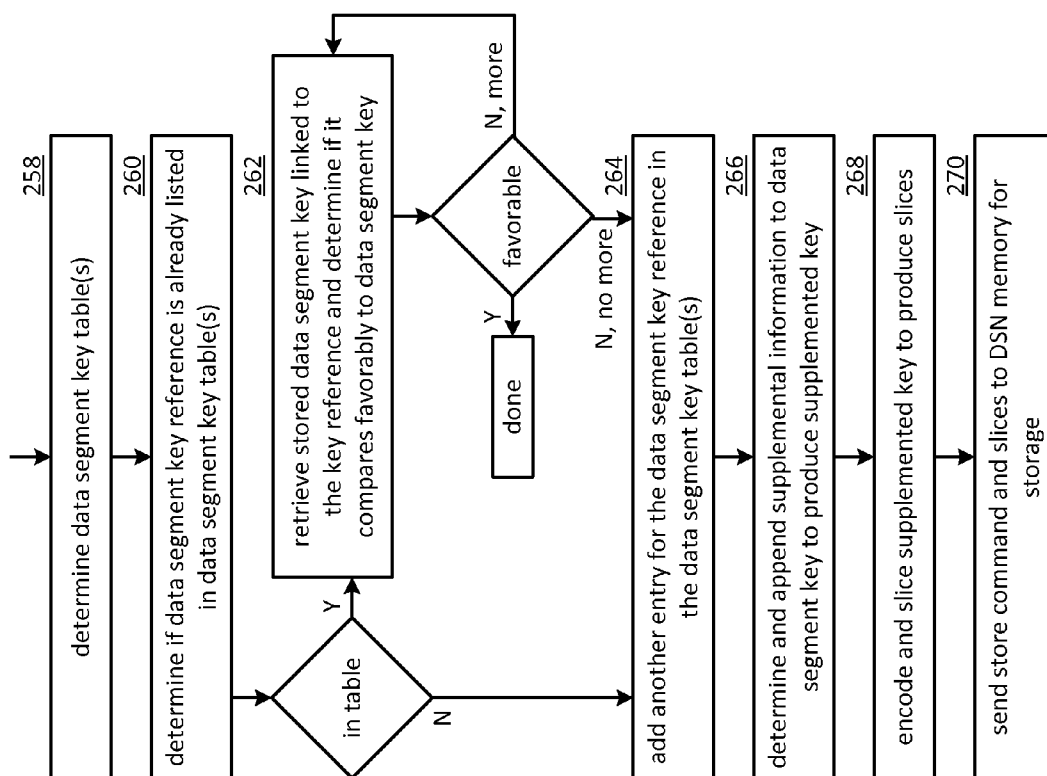 258
determine data segment key table(s)
260
determine if data segment key reference is already listed
in data segment key table(s)
262
in table
Y
N
retrieve stored data segment key linked to
the key reference and determine if it
compares favorably to data segment key
favorable
N, more
Y
done
N, no more
264
add another entry for the data segment key reference in
the data segment key table(s)
266
determine and append supplemental information to data
segment key to produce supplemented key
268
encode and slice supplemented key to produce slices
270
send store command and slices to DSN memory for
storage